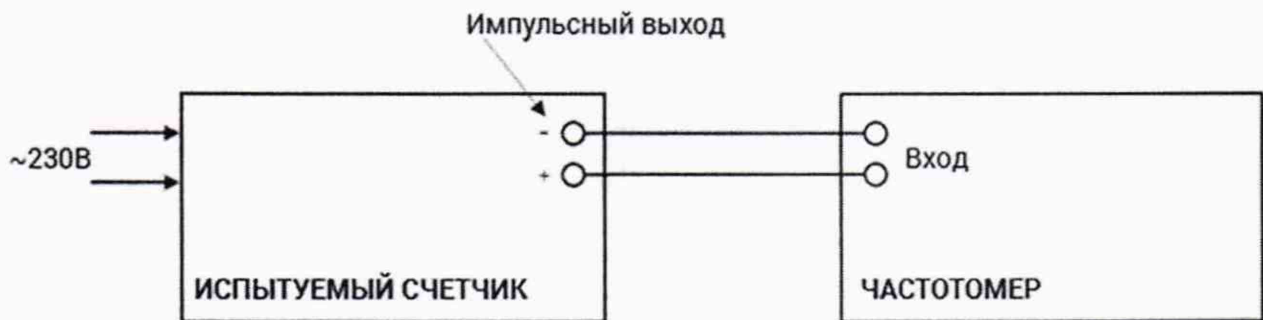 Импульсный выход
-
~230В
+
Вход
ИСПЫТУЕМЫЙ СЧЕТЧИК
ЧАСТОТОМЕР